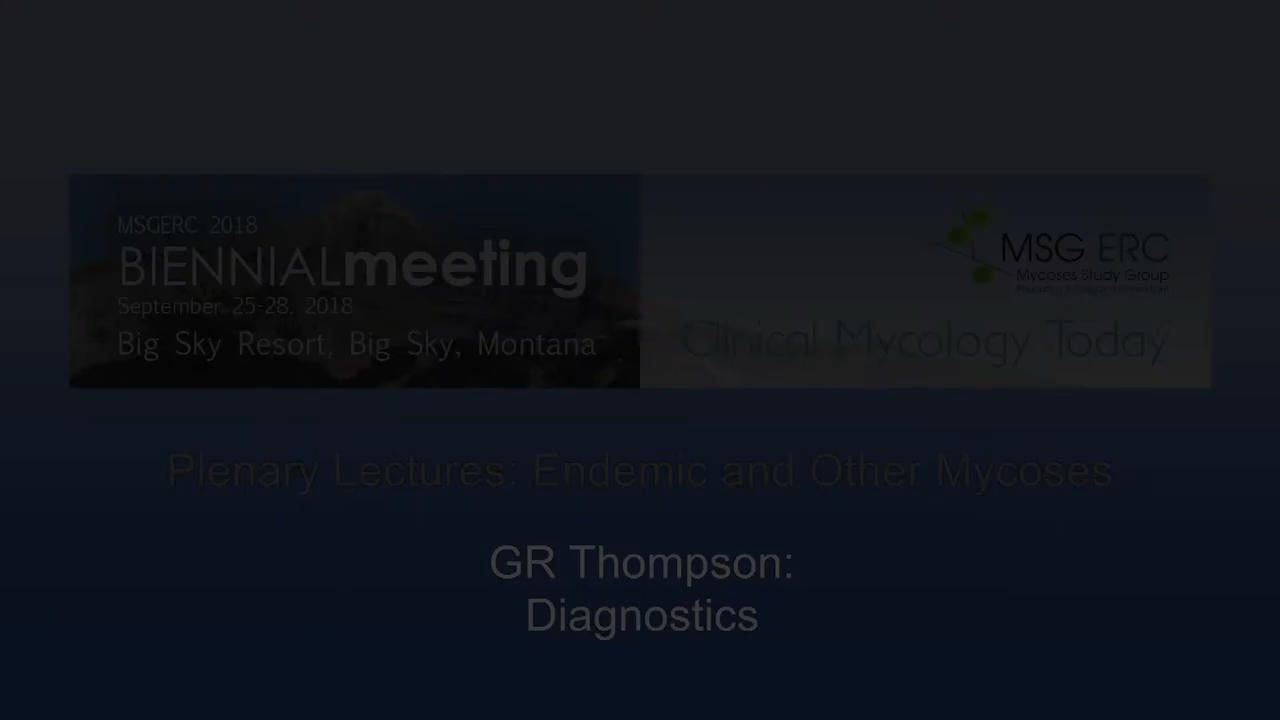 MSGERC 2018
BIENNIALmeeting
September 25-28, 2018
Big Sky Resort, Big Sky, Montana
MSG ERC
Mycoses Study Group
Clinical Mycology Today
Plenary Lectures: Endemic and Other Mycoses
GR Thompson:
Diagnostics